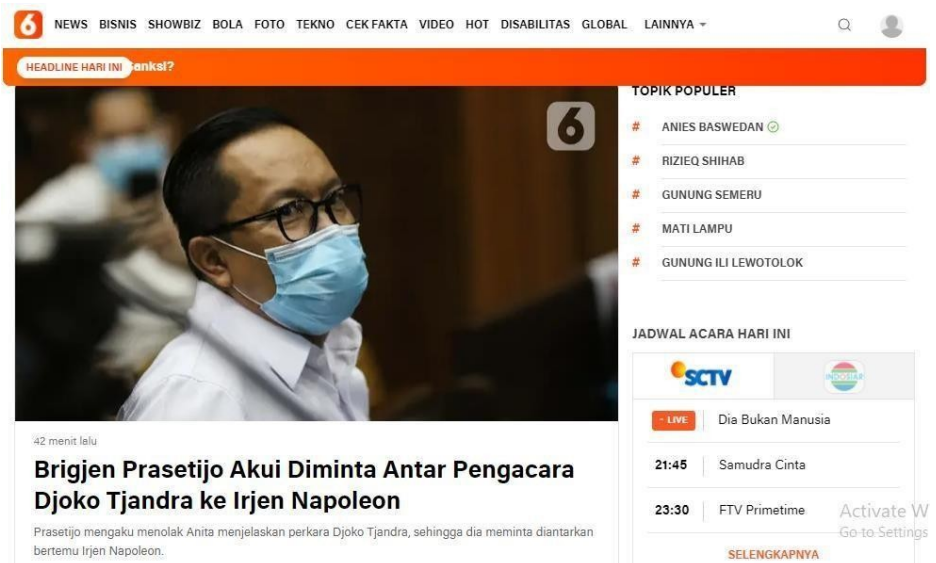 6 NEWS BISNIS SHOWBIZ BOLA FOTO TEKNO CEK FAKTA VIDEO HOT DISABILITAS GLOBAL LAINNYA
HEADLINE HARI INI Sanksi?
6
42 menit lalu
Brigjen Prasetijo Akui Diminta Antar Pengacara
Djoko Tjandra ke Irjen Napoleon
Prasetijo mengaku menolak Anita menjelaskan perkara Djoko Tjandra, sehingga dia meminta diantarkan
bertemu Irjen Napoleon.
TOPIK POPULER
# ANIES BASWEDAN
# RIZIEQ SHIHAB
# GUNUNG SEMERU
# MATI LAMPU
# GUNUNG ILI LEWOTOLOK
JADWAL ACARA HARI INI
SCTV INDOSIAR
- LIVE Dia Bukan Manusia
21:45 Samudra Cinta
23:30 FTV Primetime
SELENGKAPNYA
Activate W
Go to Settings